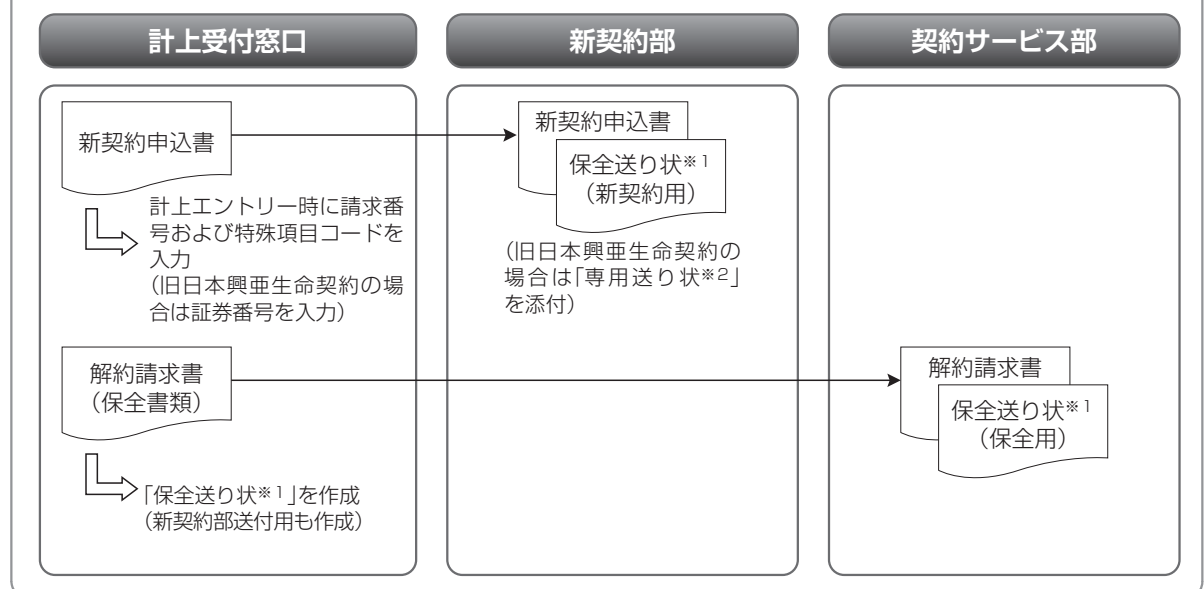 計上受付窓口
新契約部
契約サービス部
新契約申込書
計上エントリー時に請求番
号および特殊項目コードを
入力
(旧日本興亜生命契約の場
合は証券番号を入力)
新契約申込書
保全送り状※1
(新契約用)
(旧日本興亜生命契約の
場合は「専用送り状※2」
を添付)
解約請求書
(保全書類)
「保全送り状※1」を作成
(新契約部送付用も作成)
解約請求書
保全送り状※1
(保全用)